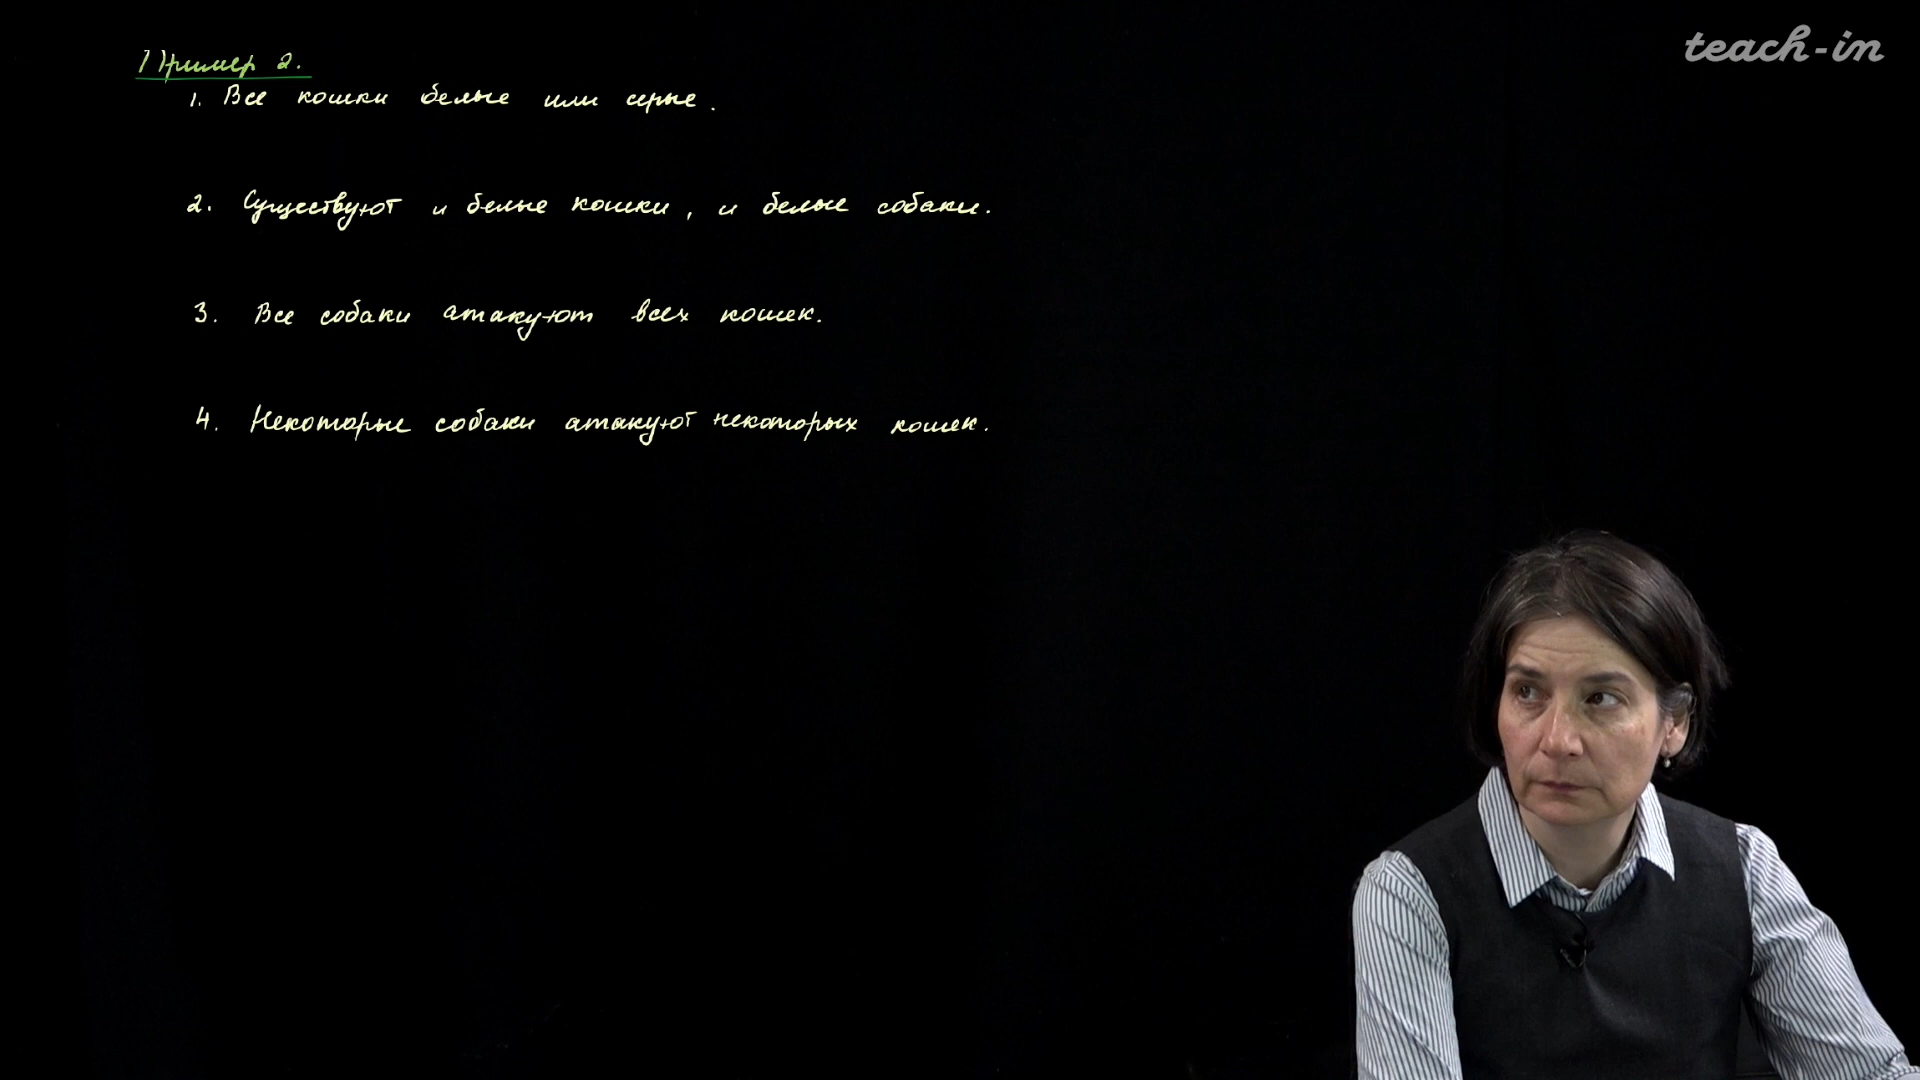 teach-in
Пример 2.
1. Все кошки белые или серые.
2. Существуют и белые кошки, и белые собаки.
3. Все собаки атакуют всех кошек.
4. Некоторые собаки атакуют некоторых кошек.